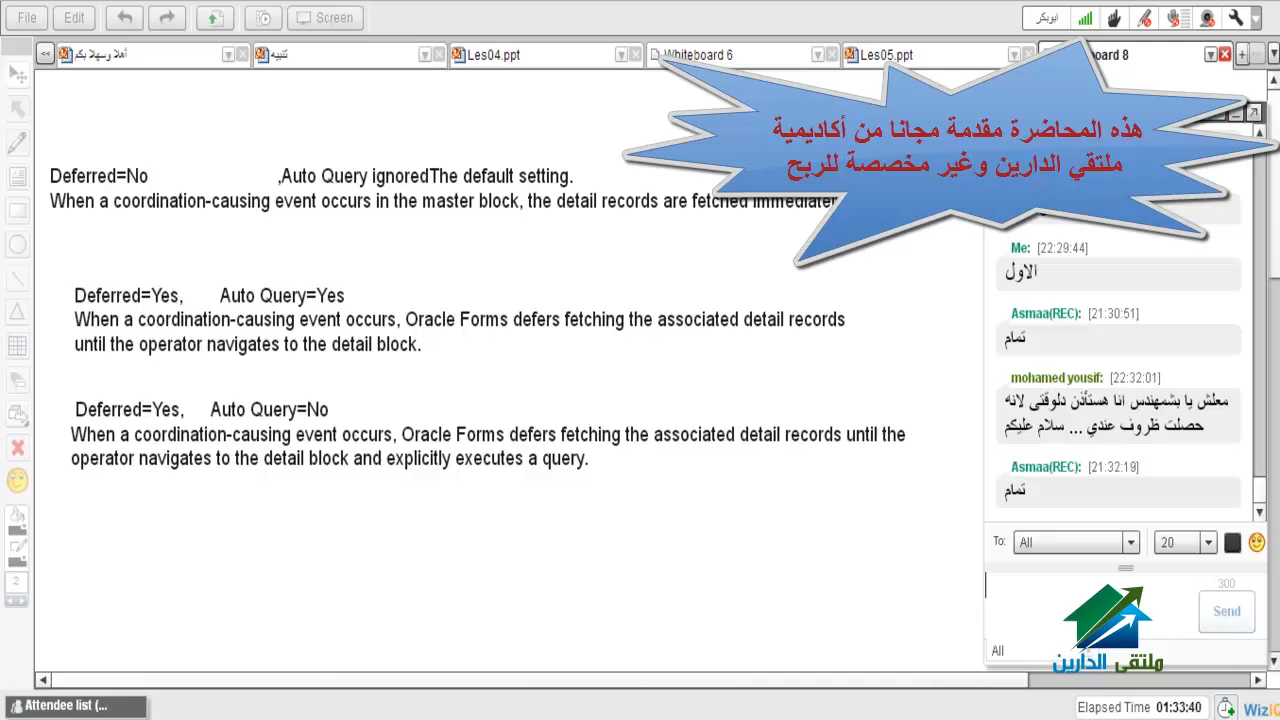 File
Edit
Screen
ابوبكر
<<
أهلا وسهلا بكم
تنبيه
Les04.ppt
Whiteboard 6
Les05.ppt
board 8
هذه المحاضرة مقدمة مجانا من أكاديمية
ملتقي الدارين وغير مخصصة للربح
Deferred=No ,Auto Query ignoredThe default setting.
When a coordination-causing event occurs in the master block, the detail records are fetched immediatel
Deferred=Yes, Auto Query=Yes
When a coordination-causing event occurs, Oracle Forms defers fetching the associated detail records
until the operator navigates to the detail block.
Deferred=Yes, Auto Query=No
When a coordination-causing event occurs, Oracle Forms defers fetching the associated detail records until the
operator navigates to the detail block and explicitly executes a query.
Me: [22:29:44]
الاول
Asmaa(REC): [21:30:51]
تمام
mohamed yousif: [22:32:01]
معلش يا بشمهندس انا هستأذن دلوقتى لانه
حصلت ظروف عندي ... سلام عليكم
Asmaa(REC): [21:32:19]
تمام
To: All 20
300
Send
All
ملتقى الدارين
2
Attendee list (...
Elapsed Time 01:33:40
WizIQ